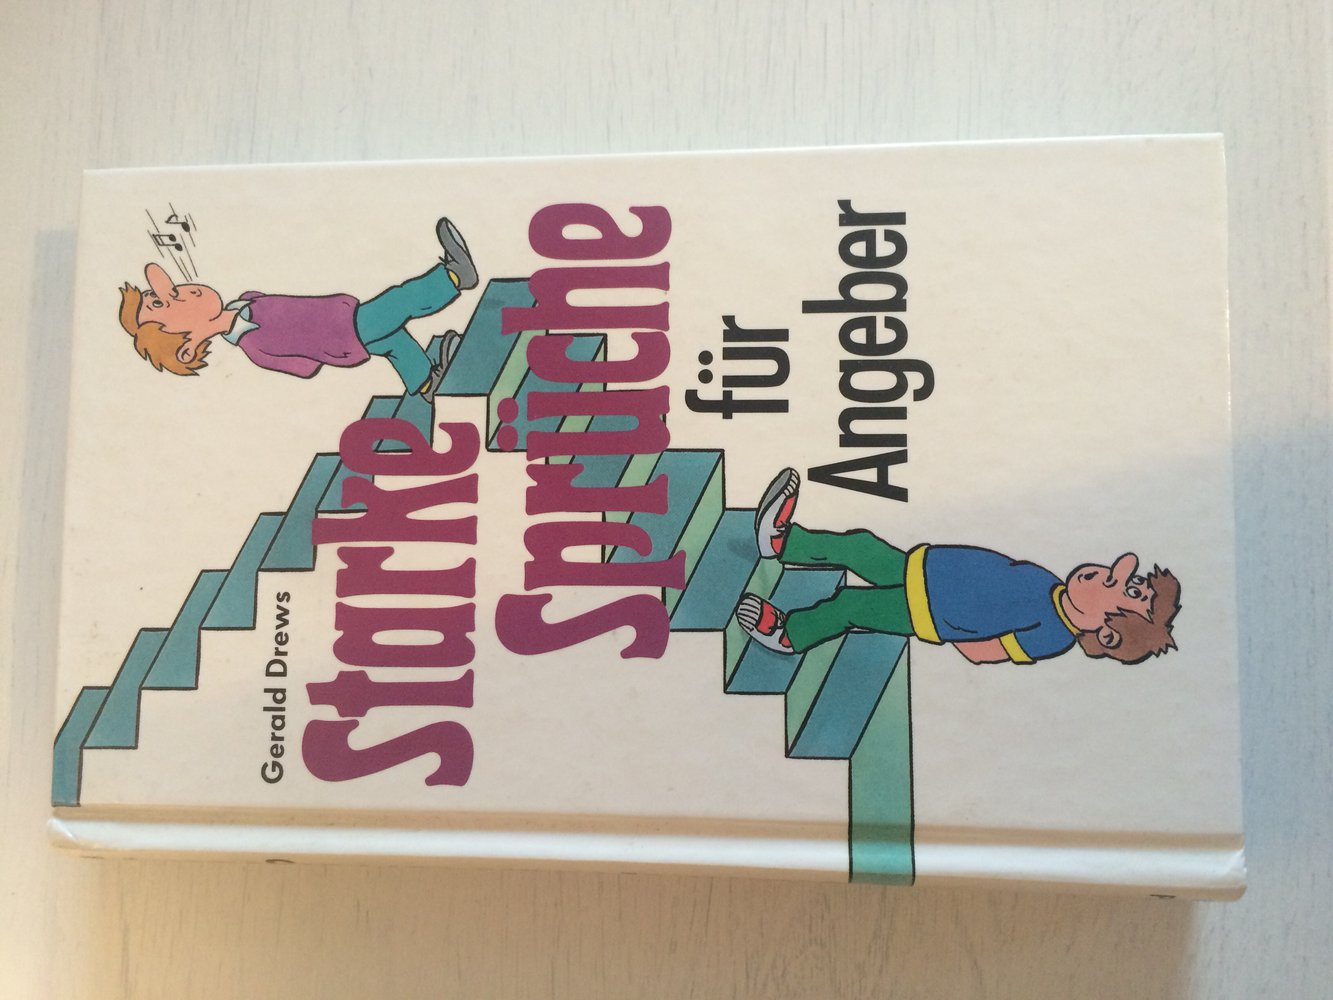 Gerald Drews
Starke
Sprüche
für
Angeber